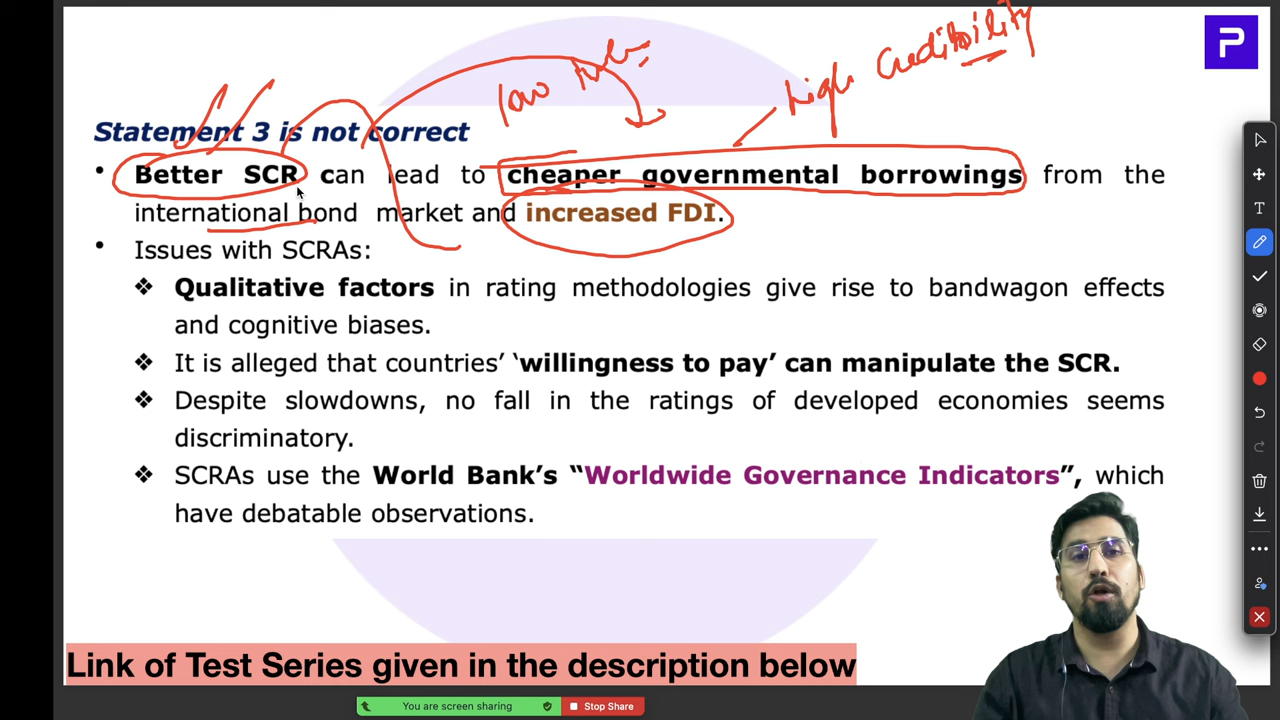 high credibility
low risk
P
Statement 3 is not correct
• Better SCR can lead to cheaper governmental borrowings from the
international bond market and increased FDI.
• Issues with SCRAs:
❖ Qualitative factors in rating methodologies give rise to bandwagon effects
and cognitive biases.
❖ It is alleged that countries’ ‘willingness to pay’ can manipulate the SCR.
❖ Despite slowdowns, no fall in the ratings of developed economies seems
discriminatory.
❖ SCRAs use the World Bank’s “Worldwide Governance Indicators”, which
have debatable observations.
Link of Test Series given in the description below
You are screen sharing
Stop Share